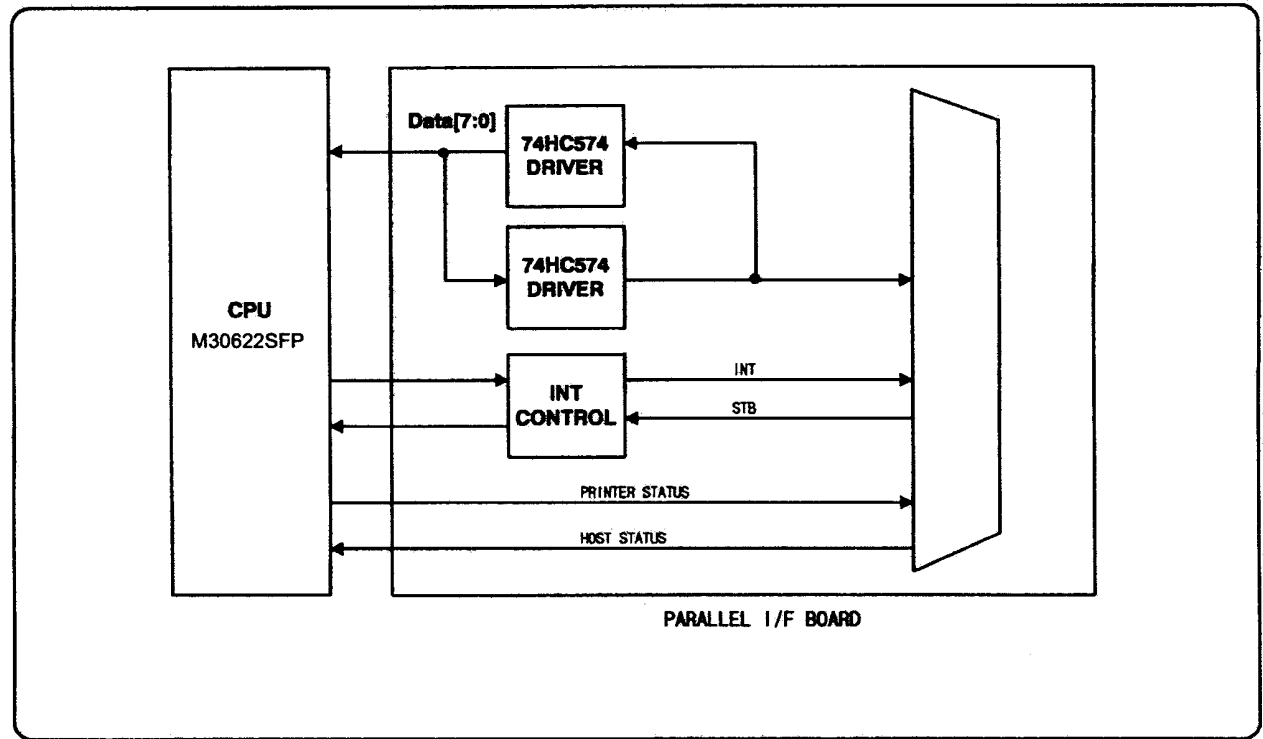 Data[7:0]
74HC574
DRIVER
74HC574
DRIVER
CPU
M30622SFP
INT
CONTROL
INT
STB
PRINTER STATUS
HOST STATUS
PARALLEL I/F BOARD